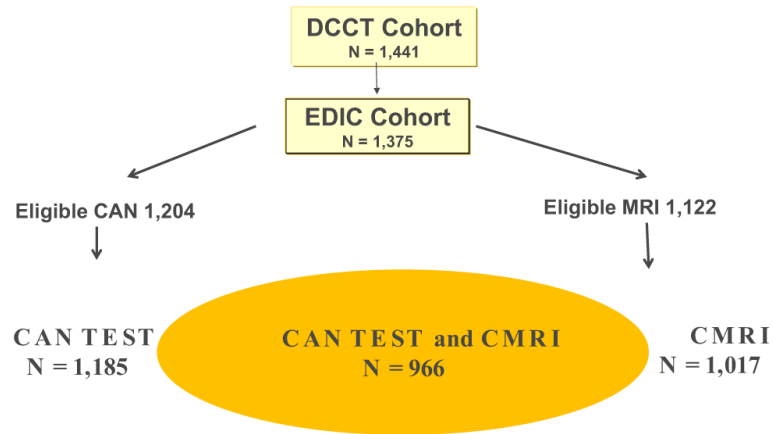 DCCT Cohort
N = 1,441
EDIC Cohort
N = 1,375
Eligible CAN 1,204
Eligible MRI 1,122
CAN TEST
N = 1,185
CAN TEST and CMRI
N = 966
CMRI
N = 1,017